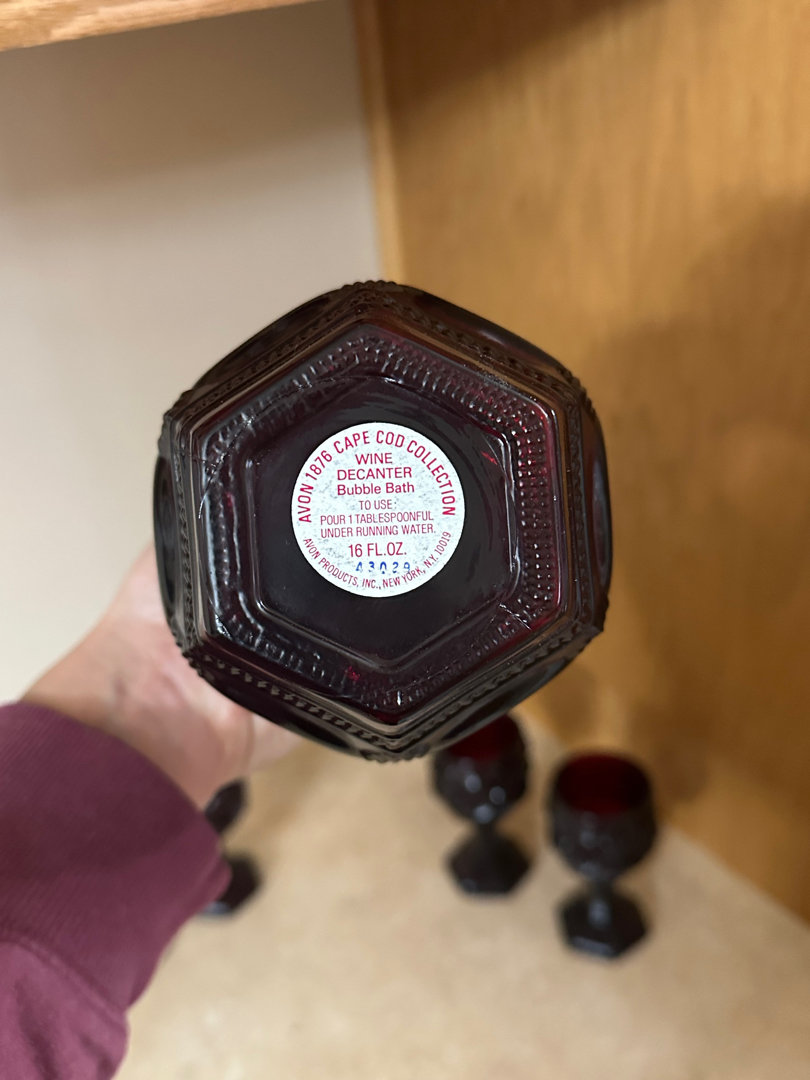 AVON 1876 CAPE COD COLLECTION
WINE
DECANTER
Bubble Bath
TO USE:
POUR 1 TABLESPOONFUL
UNDER RUNNING WATER.
16 FL.OZ.
43029
AVON PRODUCTS, INC., NEW YORK, N.Y. 10019